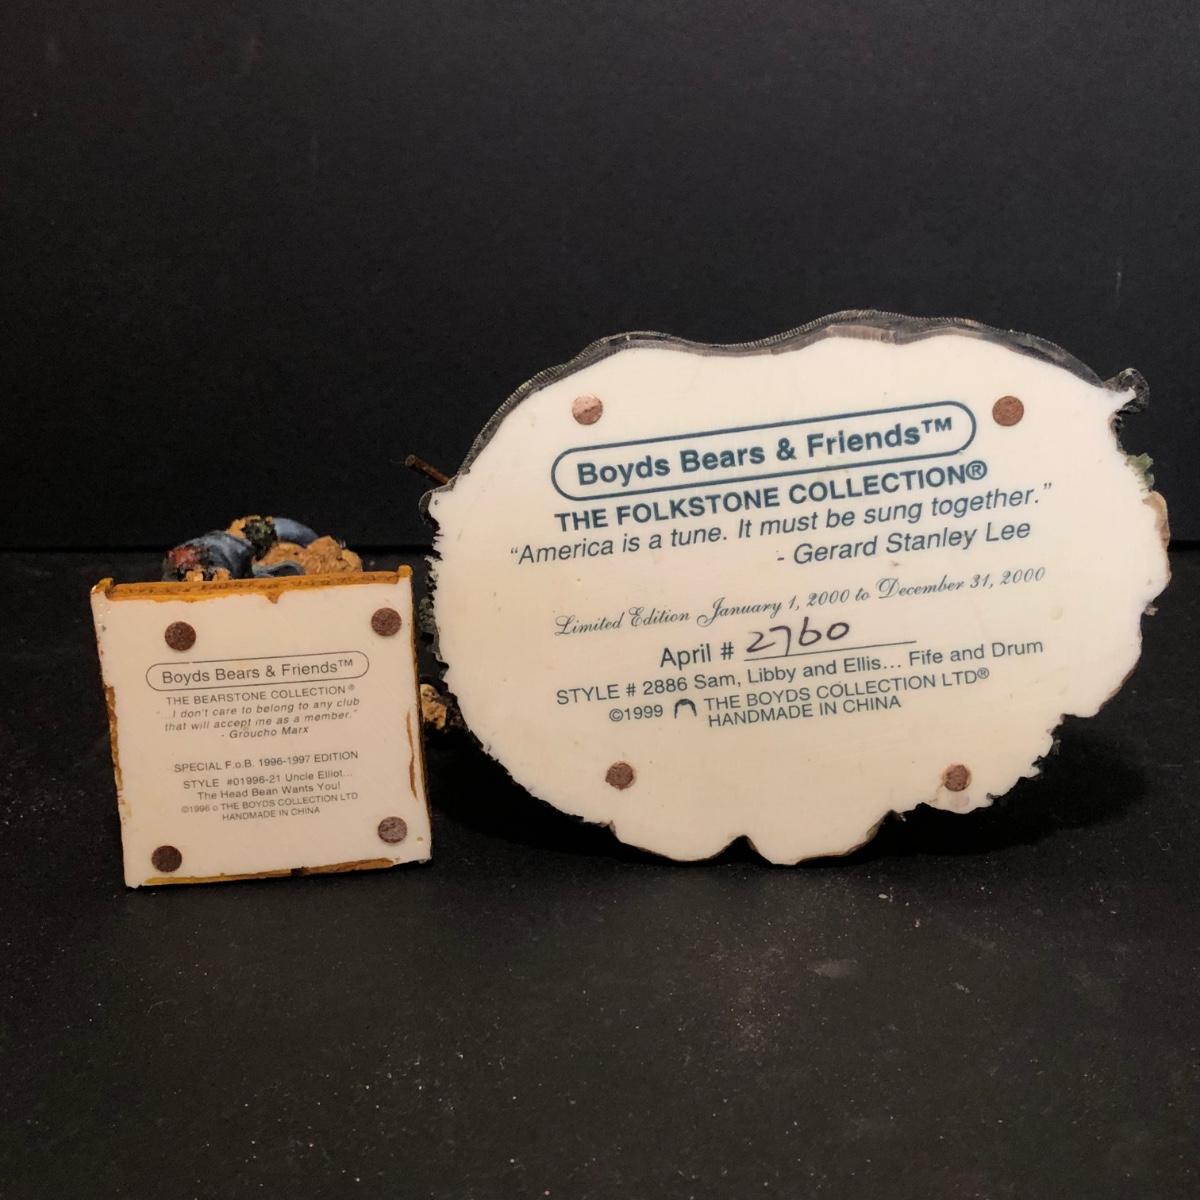 Boyds Bears & Friends™
THE BEARSTONE COLLECTION®
"...I don't care to belong to any club
that will accept me as a member."
- Groucho Marx
SPECIAL F.o.B. 1996-1997 EDITION
STYLE #01996-21 Uncle Elliot...
The Head Bean Wants You!
©1996 THE BOYDS COLLECTION LTD
HANDMADE IN CHINA
Boyds Bears & Friends™
THE FOLKSTONE COLLECTION®
"America is a tune. It must be sung together."
- Gerard Stanley Lee
Limited Edition January 1, 2000 to December 31, 2000
April # 2760
STYLE # 2886 Sam, Libby and Ellis... Fife and Drum
©1999 THE BOYDS COLLECTION LTD®
HANDMADE IN CHINA